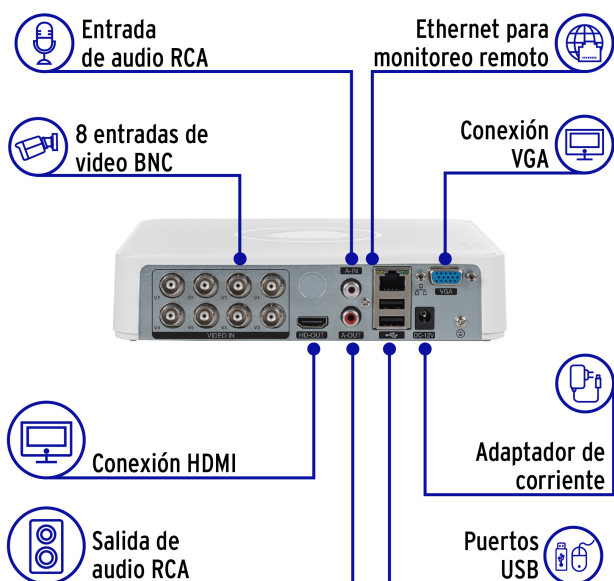 Entrada
de audio RCA
Ethernet para
monitoreo remoto
8 entradas de
video BNC
Conexión
VGA
A-IN
VGA
VIDEO IN
HD-OUT
A-OUT
DC-12V
Conexión HDMI
Adaptador de
corriente
Salida de
audio RCA
Puertos
USB